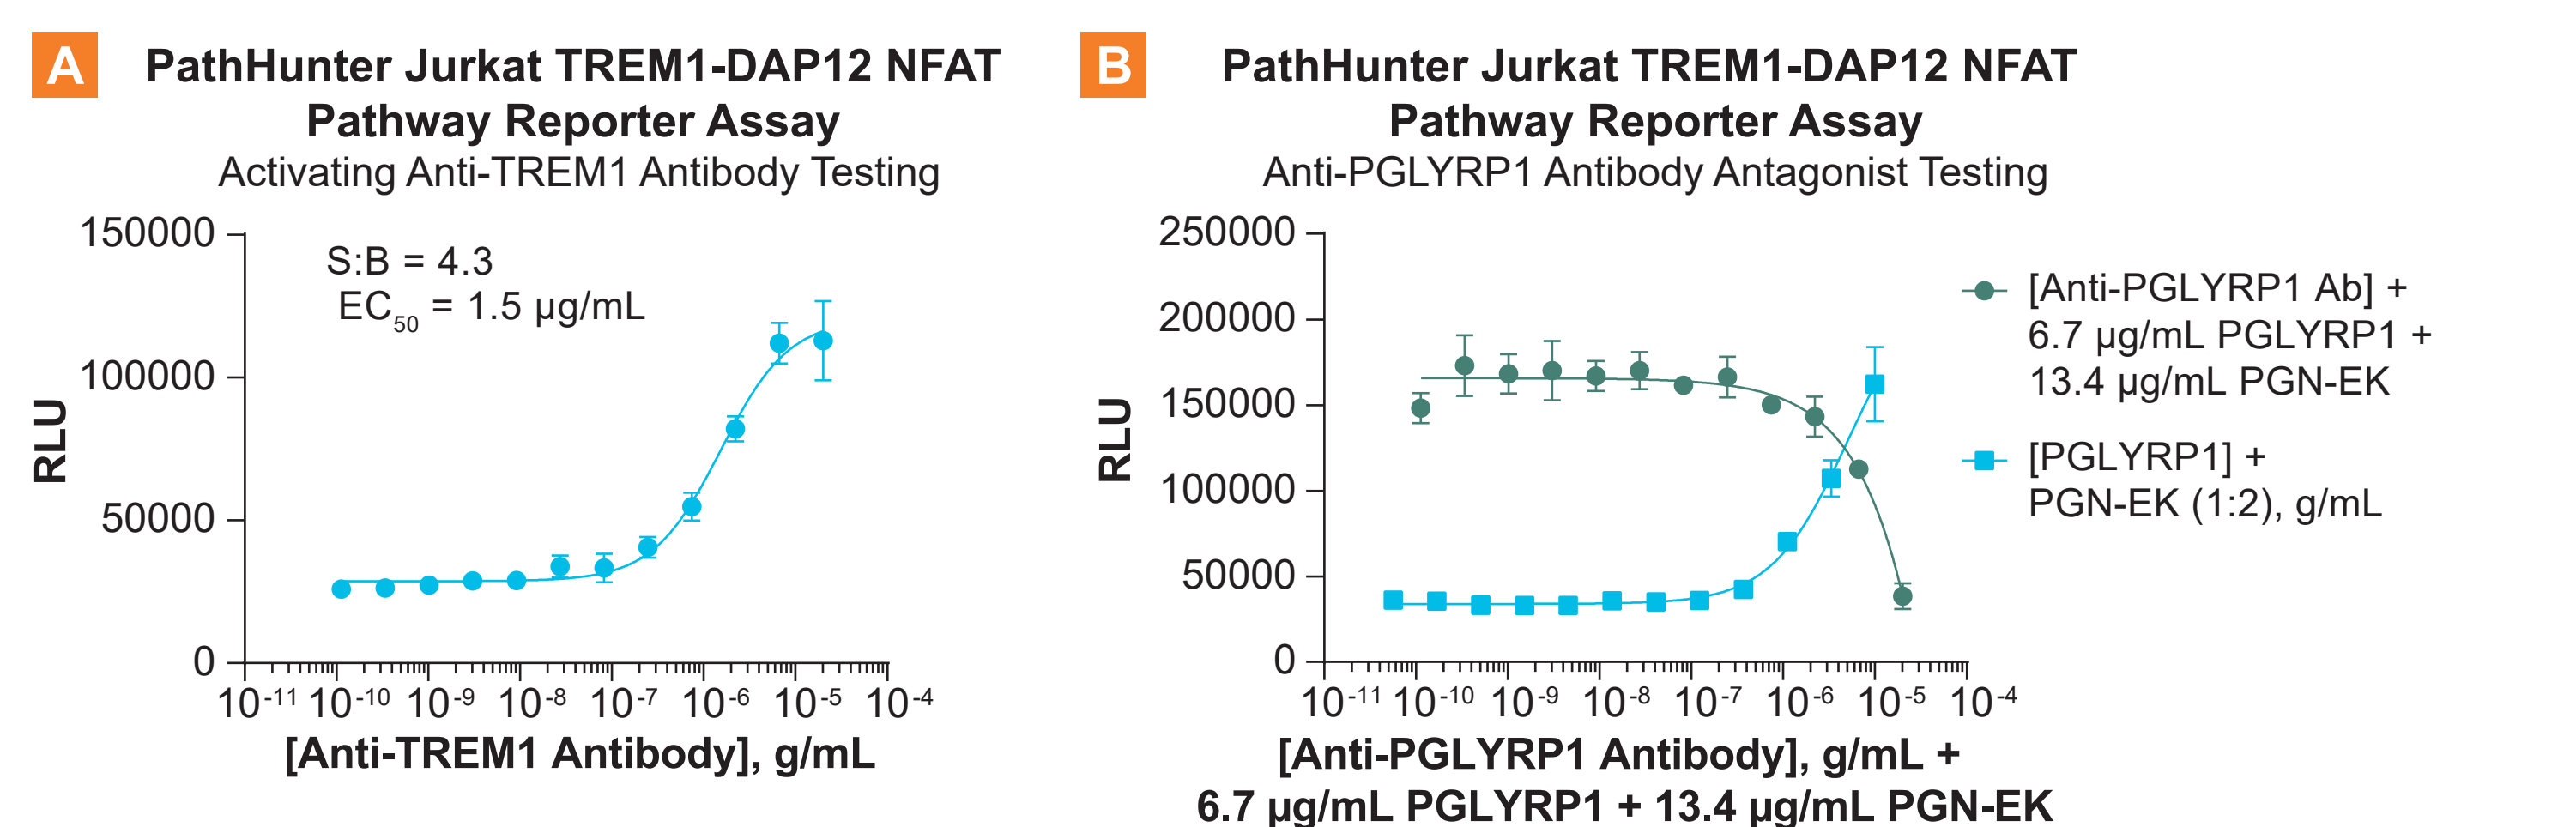 A
PathHunter Jurkat TREM1-DAP12 NFAT
Pathway Reporter Assay
Activating Anti-TREM1 Antibody Testing
S:B = 4.3
EC50 = 1.5 µg/mL
RLU
150000
100000
50000
0
10-11 10-10 10-9 10-8 10-7 10-6 10-5 10-4
[Anti-TREM1 Antibody], g/mL
B
PathHunter Jurkat TREM1-DAP12 NFAT
Pathway Reporter Assay
Anti-PGLYRP1 Antibody Antagonist Testing
RLU
250000
200000
150000
100000
50000
0
10-11 10-10 10-9 10-8 10-7 10-6 10-5 10-4
[Anti-PGLYRP1 Antibody], g/mL +
6.7 µg/mL PGLYRP1 + 13.4 µg/mL PGN-EK
[Anti-PGLYRP1 Ab] +
6.7 µg/mL PGLYRP1 +
13.4 µg/mL PGN-EK
[PGLYRP1] +
PGN-EK (1:2), g/mL